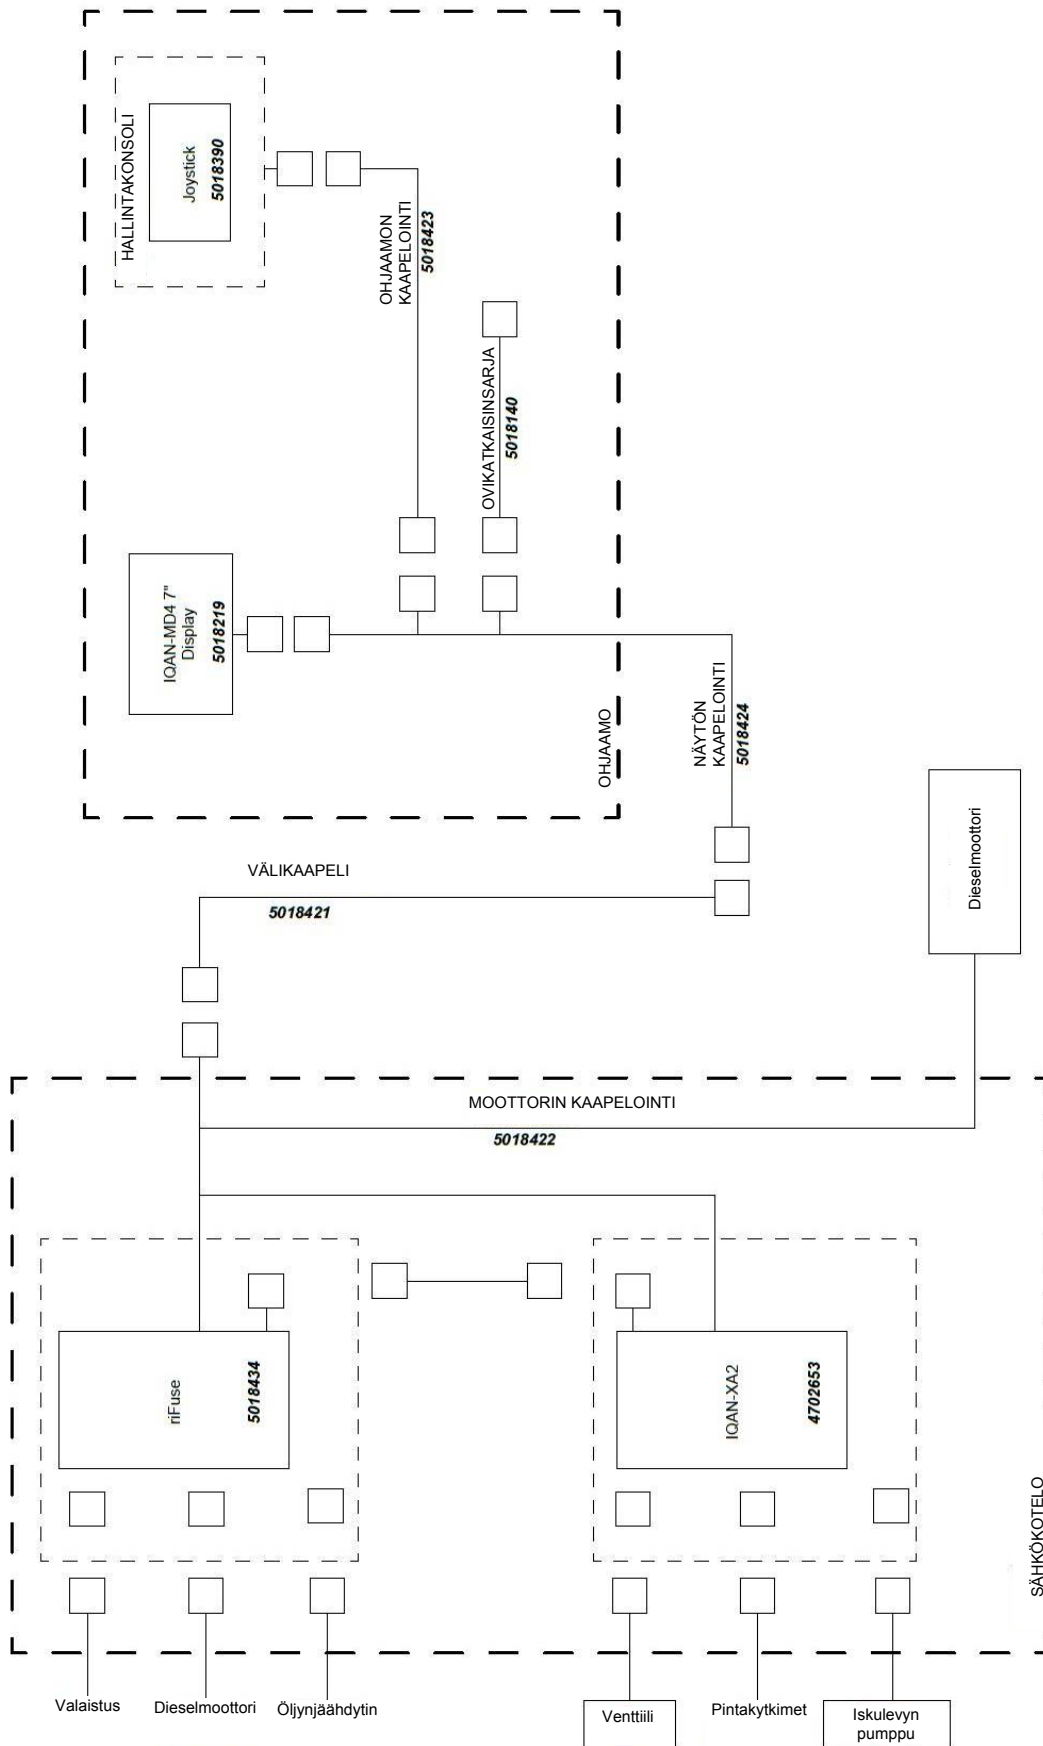 HALLINTAKONSOLI
Joystick
5018390
OHJAAMON
KAAPELOINTI
5018423
OVIKATKAISINSARJA
5018140
IQAN-MD4 7"
Display
5018219
OHJAAMO
NÄYTÖN
KAAPELOINTI
5018424
VÄLIKAAPELI
5018421
Dieselmoottori
MOOTTORIN KAAPELOINTI
5018422
riFuse
5018434
IQAN-XA2
4702653
SÄHKÖKOTELO
Valaistus
Dieselmoottori
Öljynjäähdytin
Venttiili
Pintakytkimet
Iskulevyn
pumppu